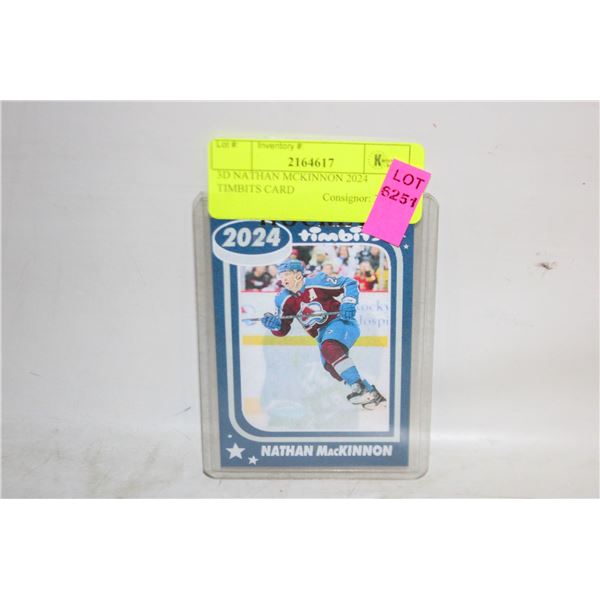 Lot #: Inventory #:
2164617
3D NATHAN MCKINNON 2024
TIMBITS CARD
Consignor:
LOT
6251
2024 timbits
A
NATHAN MacKINNON